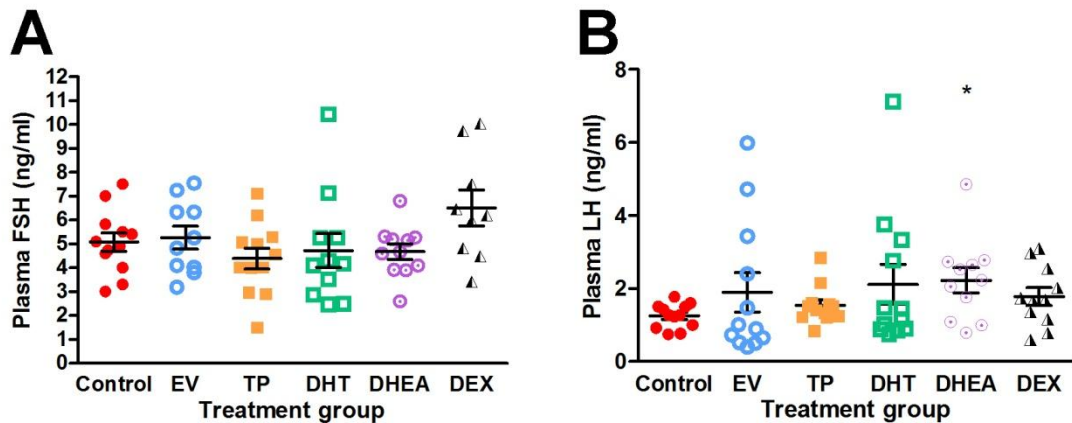 A
Plasma FSH (ng/ml)
12
11
10
9
8
7
6
5
4
3
2
1
0
Control EV TP DHT DHEA DEX
Treatment group
B
Plasma LH (ng/ml)
8
6
4
2
0
*
Control EV TP DHT DHEA DEX
Treatment group